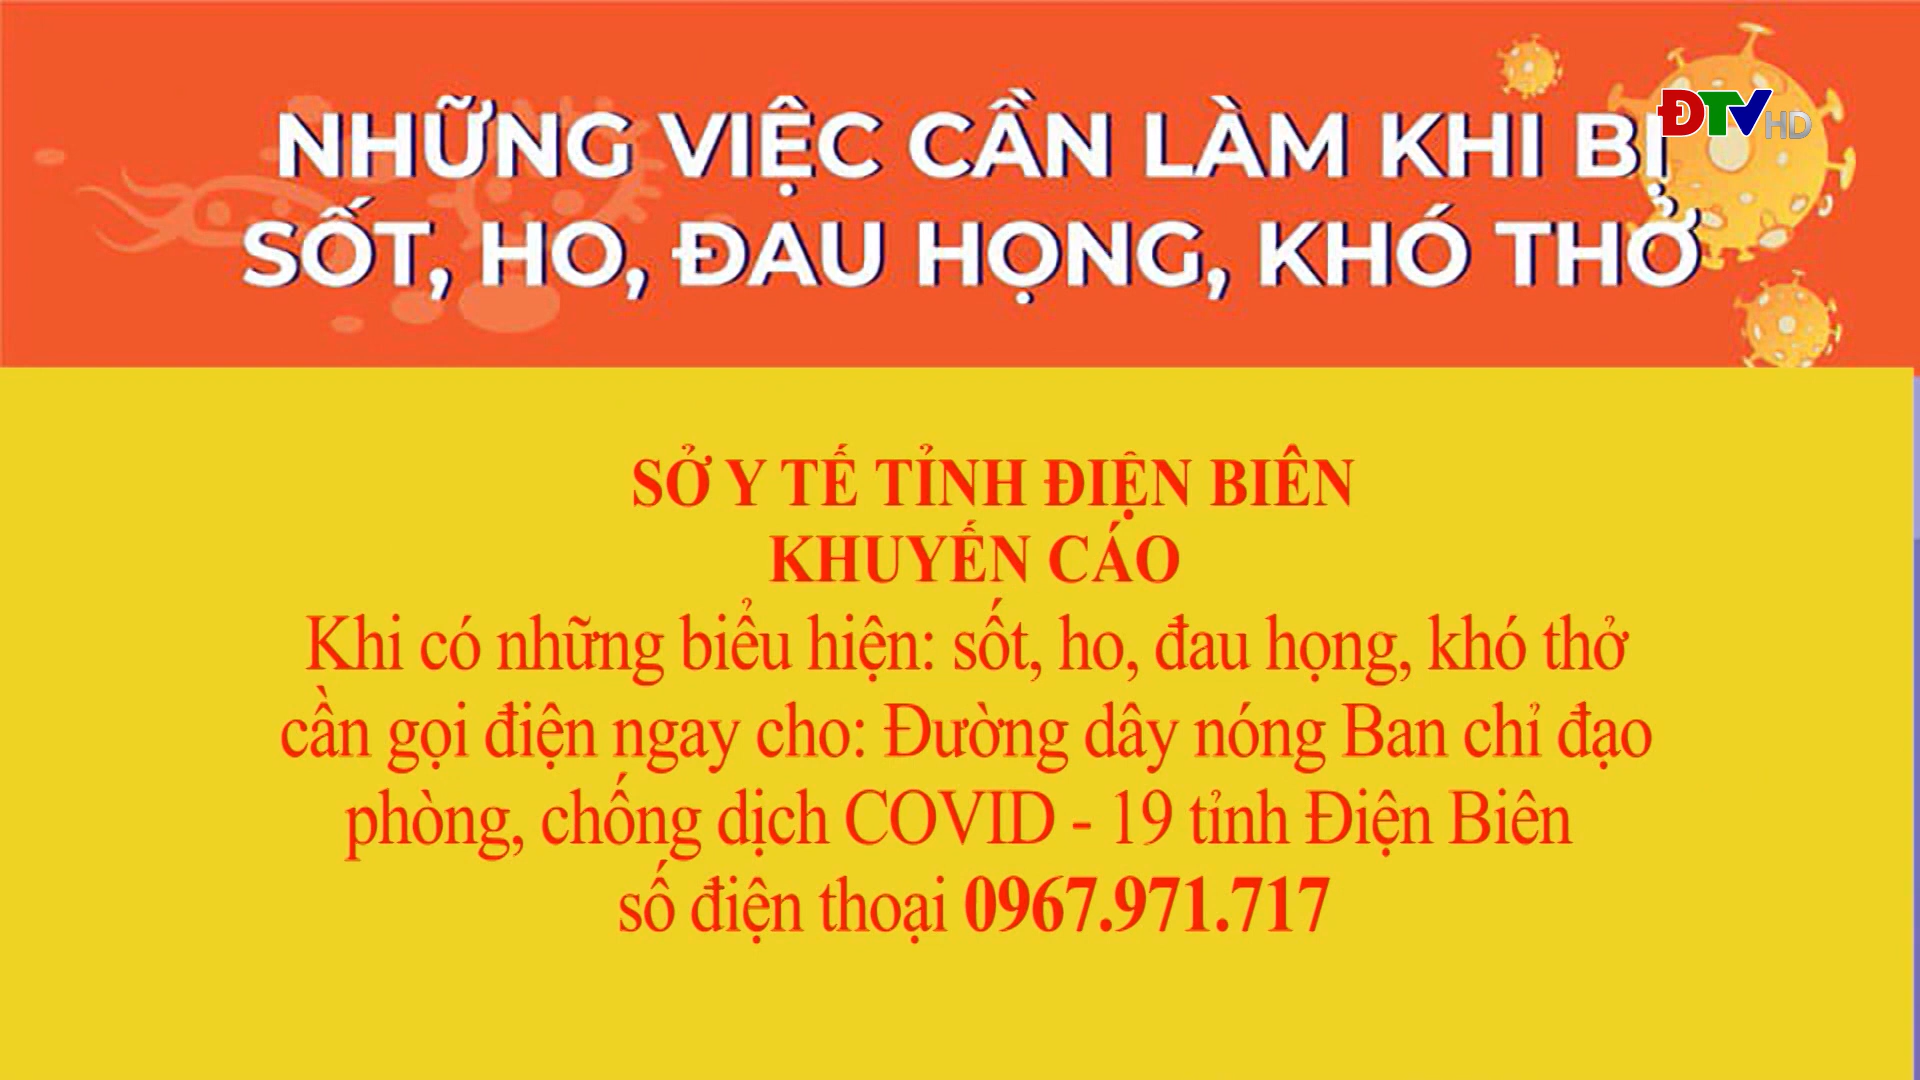 NHỮNG VIỆC CẦN LÀM KHI BỊ
ĐTV HD
SỐT, HO, ĐAU HỌNG, KHÓ THỞ
SỞ Y TẾ TỈNH ĐIỆN BIÊN
KHUYẾN CÁO
Khi có những biểu hiện: sốt, ho, đau họng, khó thở
cần gọi điện ngay cho: Đường dây nóng Ban chỉ đạo
phòng, chống dịch COVID - 19 tỉnh Điện Biên
số điện thoại 0967.971.717